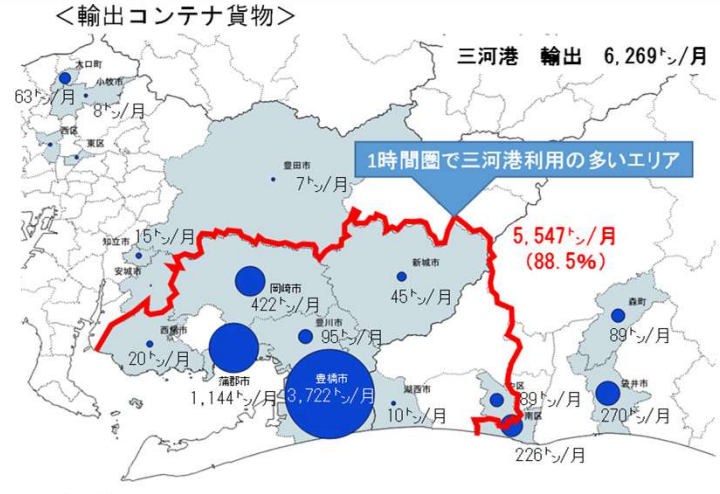 ＜輸出コンテナ貨物＞
三河港　輸出　6,269㌧/月
大口町
63㌧/月
小牧市
8㌧/月
西区
東区
豊田市
7㌧/月
1時間圏で三河港利用の多いエリア
5,547㌧/月
(88.5%)
知立市
15㌧/月
安城市
岡崎市
422㌧/月
新城市
45㌧/月
森町
89㌧/月
西尾市
20㌧/月
豊川市
95㌧/月
蒲郡市
1,144㌧/月
豊橋市
3,722㌧/月
湖西市
10㌧/月
中区
89㌧/月
南区
226㌧/月
袋井市
270㌧/月